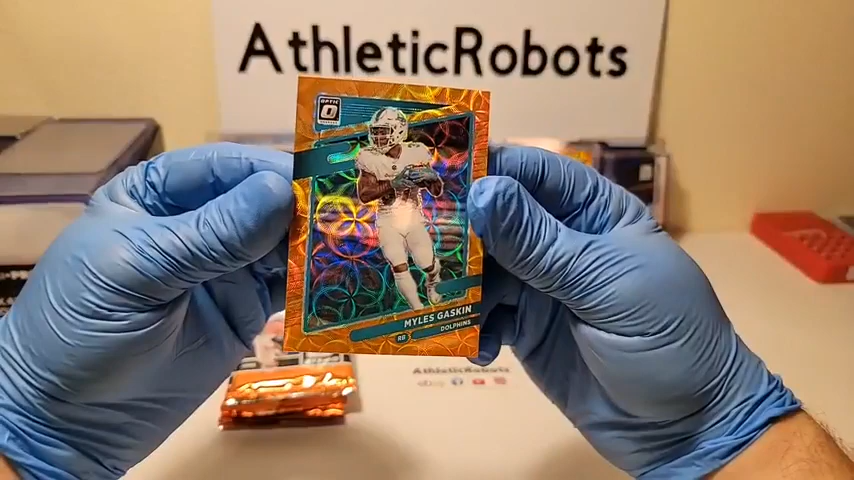 AthleticRobots
OPTIC
MYLES GASKIN
RB
DOLPHINS
AthleticRobots